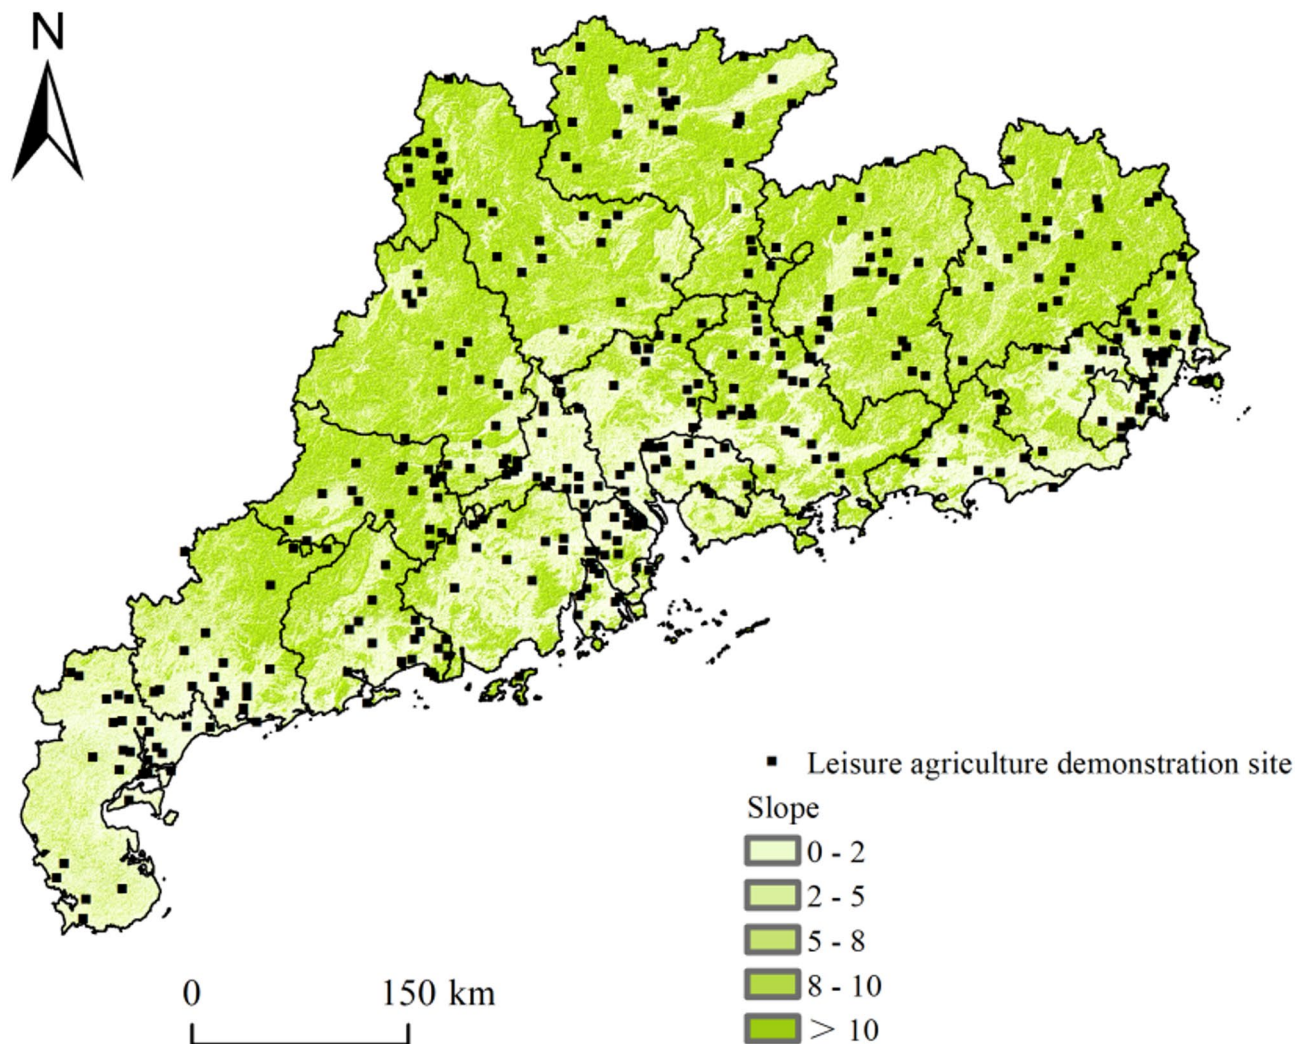 N
Leisure agriculture demonstration site
Slope
0 - 2
2 - 5
5 - 8
8 - 10
> 10
0 150 km